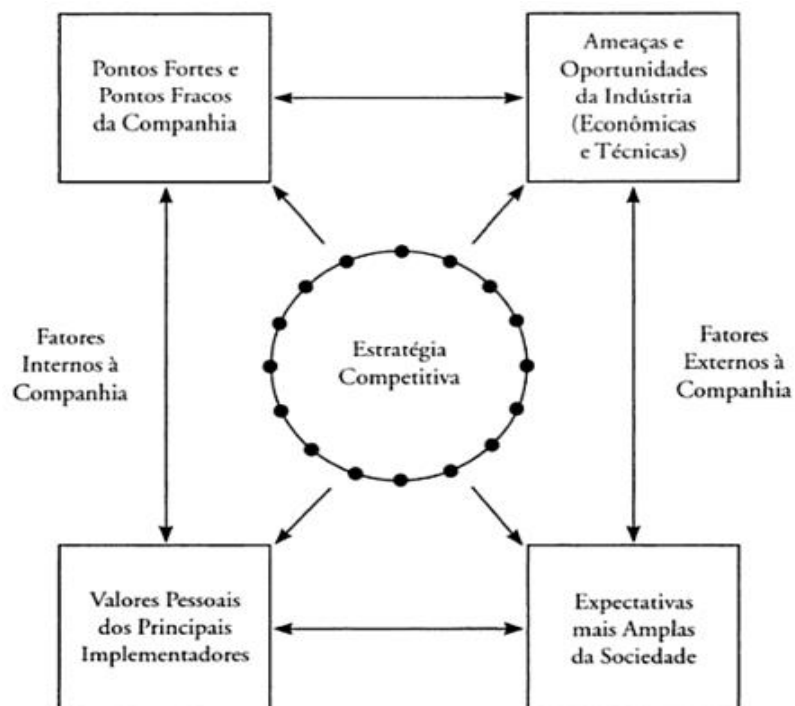 Pontos Fortes e
Pontos Fracos
da Companhia
Ameaças e
Oportunidades
da Indústria
(Econômicas
e Técnicas)
Fatores
Internos à
Companhia
Estratégia
Competitiva
Fatores
Externos à
Companhia
Valores Pessoais
dos Principais
Implementadores
Expectativas
mais Amplas
da Sociedade